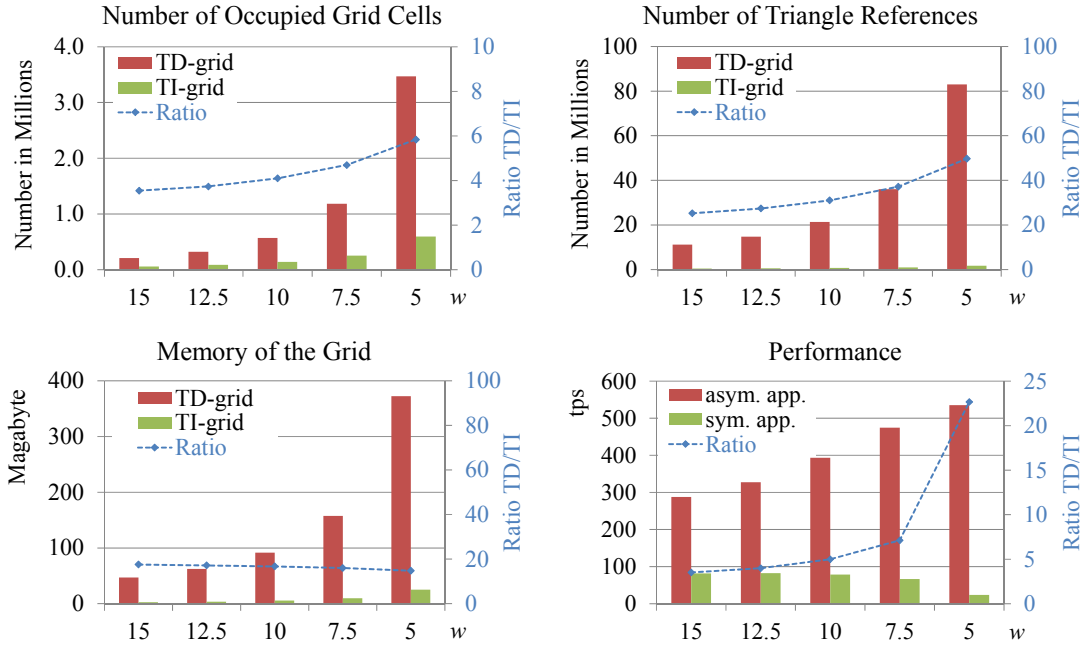 Number of Occupied Grid Cells
Number in Millions
4.0
3.0
2.0
1.0
0.0
TD-grid
TI-grid
Ratio
10
8
6
4
2
0
Ratio TD/TI
15 12.5 10 7.5 5 w
Number of Triangle References
Number in Millions
100
80
60
40
20
0
TD-grid
TI-grid
Ratio
100
80
60
40
20
0
Ratio TD/TI
15 12.5 10 7.5 5 w
Memory of the Grid
Magabyte
400
300
200
100
0
TD-grid
TI-grid
Ratio
100
80
60
40
20
0
Ratio TD/TI
15 12.5 10 7.5 5 w
Performance
tps
600
500
400
300
200
100
0
asym. app.
sym. app.
Ratio
25
20
15
10
5
0
Ratio TD/TI
15 12.5 10 7.5 5 w